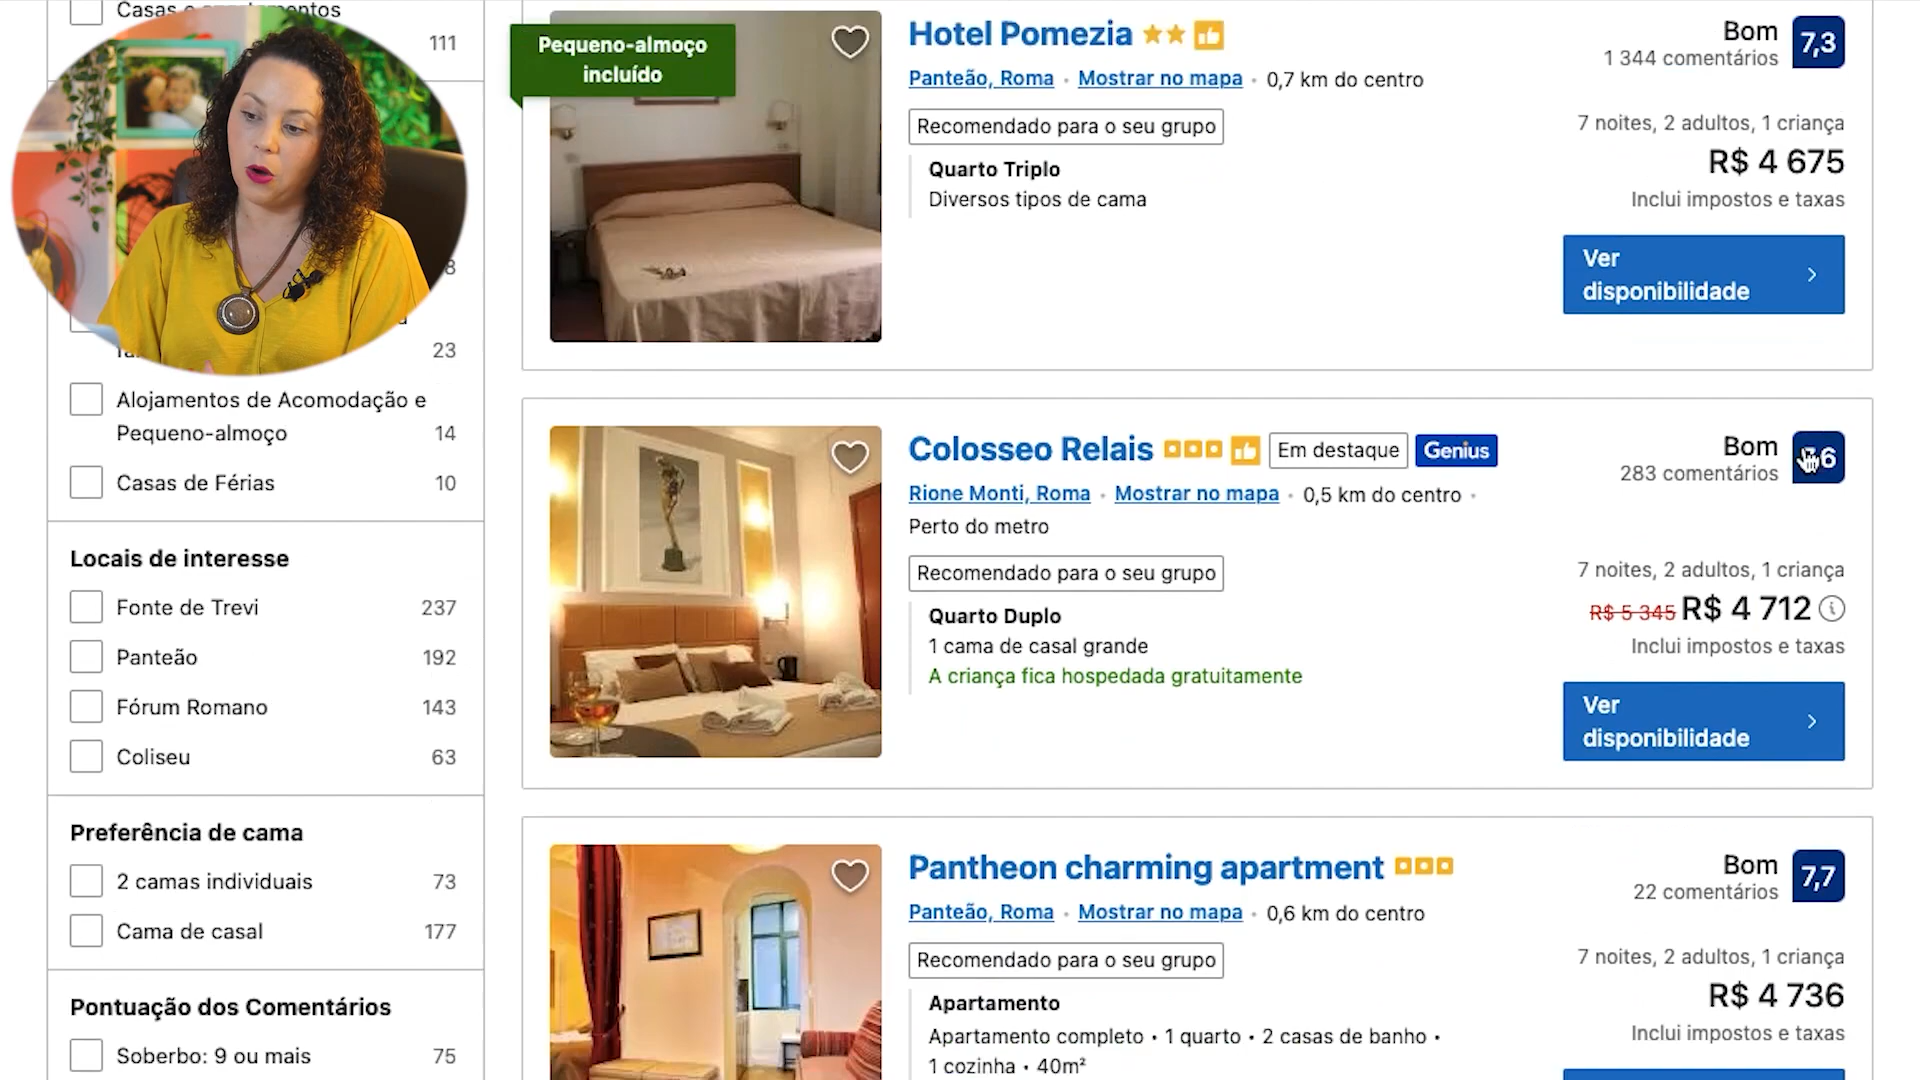 Casas e apartamentos
111
8
23
Alojamentos de Acomodação e
Pequeno-almoço 14
Casas de Férias 10
Locais de interesse
Fonte de Trevi 237
Panteão 192
Fórum Romano 143
Coliseu 63
Preferência de cama
2 camas individuais 73
Cama de casal 177
Pontuação dos Comentários
Soberbo: 9 ou mais 75
Pequeno-almoço
incluído
Hotel Pomezia
Panteão, Roma • Mostrar no mapa • 0,7 km do centro
Recomendado para o seu grupo
Quarto Triplo
Diversos tipos de cama
Bom 7,3
1 344 comentários
7 noites, 2 adultos, 1 criança
R$ 4 675
Inclui impostos e taxas
Ver
disponibilidade
Colosseo Relais Em destaque Genius
Rione Monti, Roma • Mostrar no mapa • 0,5 km do centro •
Perto do metro
Recomendado para o seu grupo
Quarto Duplo
1 cama de casal grande
A criança fica hospedada gratuitamente
Bom 6
283 comentários
7 noites, 2 adultos, 1 criança
R$ 5 345 R$ 4 712
Inclui impostos e taxas
Ver
disponibilidade
Pantheon charming apartment
Panteão, Roma • Mostrar no mapa • 0,6 km do centro
Recomendado para o seu grupo
Apartamento
Apartamento completo • 1 quarto • 2 casas de banho •
1 cozinha • 40m²
Bom 7,7
22 comentários
7 noites, 2 adultos, 1 criança
R$ 4 736
Inclui impostos e taxas